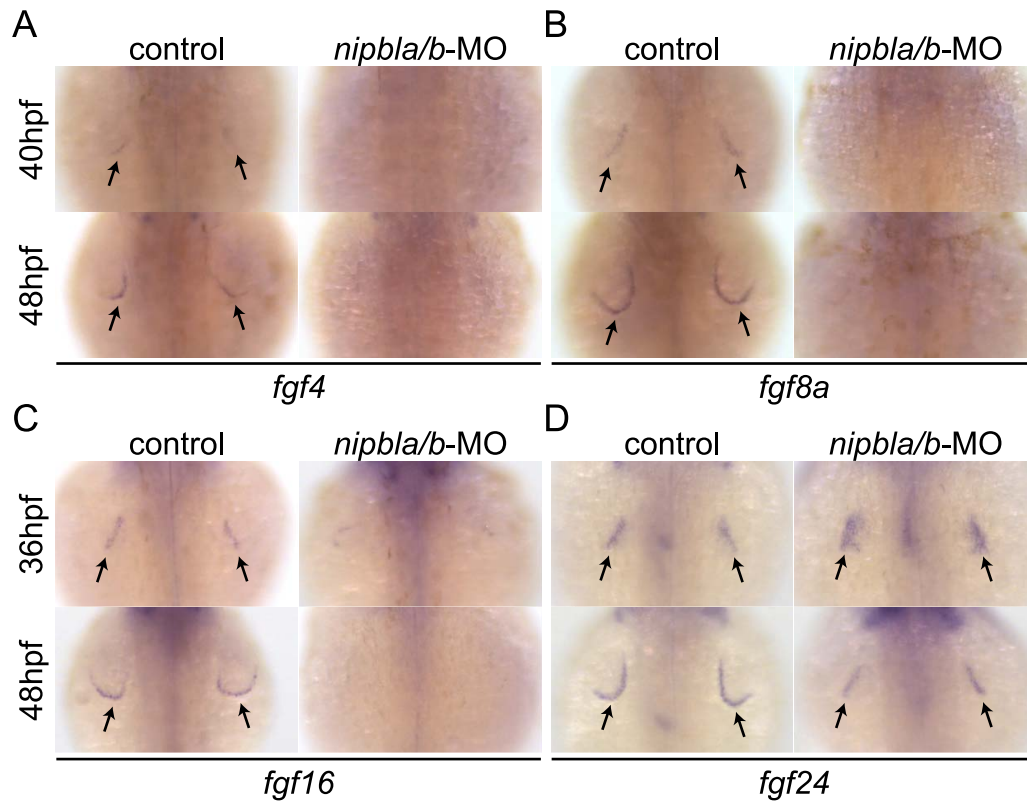 A
control
nipbla/b-MO
40hpf
48hpf
fgf4
B
control
nipbla/b-MO
fgf8a
C
control
nipbla/b-MO
36hpf
48hpf
fgf16
D
control
nipbla/b-MO
fgf24